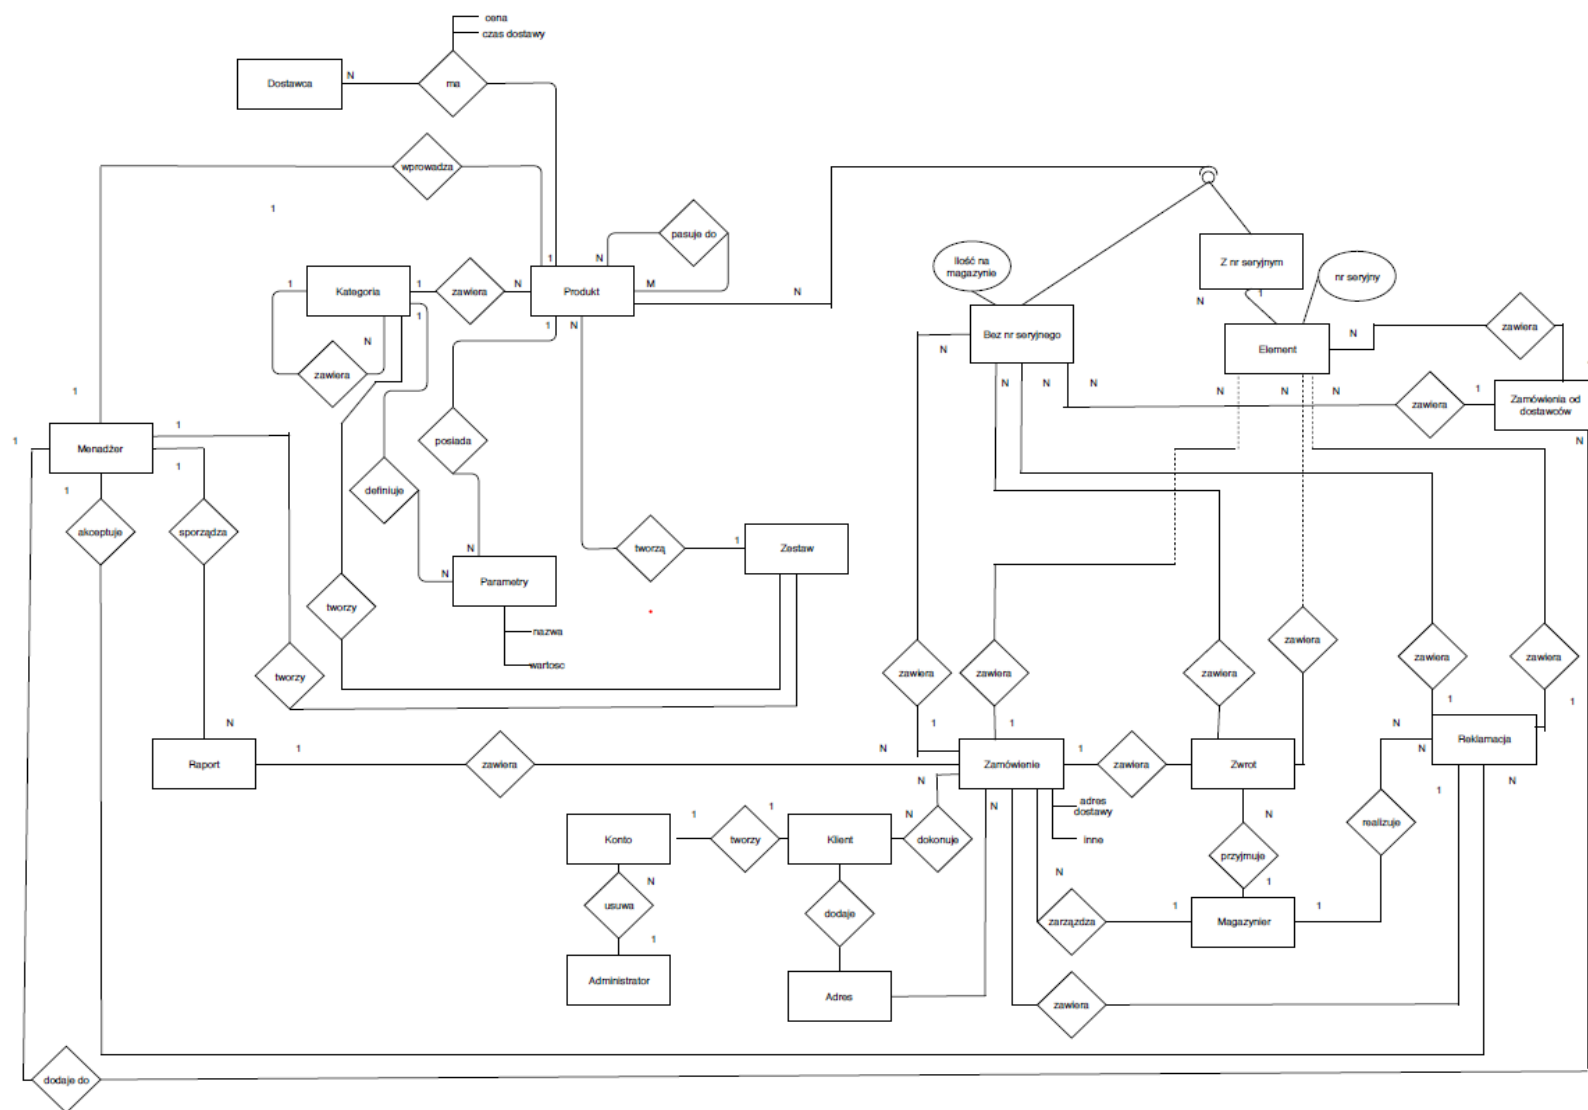 cena
czas dostawy
Dostawca
N
ma
wprowadza
1
pasuje do
N
M
1
Kategoria
1
1
zawiera
N
Produkt
1
N
zawiera
1
N
N
Ilość na
magazynie
Z nr seryjnym
nr seryjny
N
1
Bez nr seryjnego
N
Element
N
zawiera
N
N
N
N
N
N
zawiera
1
Zamówienia od
dostawców
N
1
1
Menadżer
1
1
1
posiada
definiuje
akceptuje
sporządza
N
N
Parametry
nazwa
wartosc
tworzą
1
Zestaw
tworzy
tworzy
zawiera
zawiera
zawiera
zawiera
zawiera
zawiera
N
Raport
1
zawiera
N
1
1
Zamówienie
1
zawiera
Zwrot
1
1
N
N
Reklamacja
N
1
N
N
adres
dostawy
inne
Konto
1
tworzy
1
Klient
N
dokonuje
N
przyjmuje
1
realizuje
N
usuwa
1
Administrator
dodaje
Adres
N
zarządza
1
Magazynier
1
zawiera
dodaje do